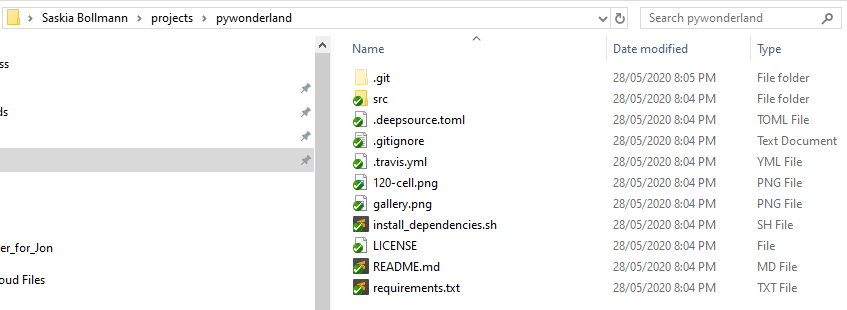 Saskia Bollmann > projects > pywonderland
Search pywonderland
Name Date modified Type
ss
.git 28/05/2020 8:05 PM File folder
src 28/05/2020 8:04 PM File folder
ds
.deepsource.toml 28/05/2020 8:04 PM TOML File
.gitignore 28/05/2020 8:04 PM Text Document
.travis.yml 28/05/2020 8:04 PM YML File
120-cell.png 28/05/2020 8:04 PM PNG File
gallery.png 28/05/2020 8:04 PM PNG File
install_dependencies.sh 28/05/2020 8:04 PM SH File
LICENSE 28/05/2020 8:04 PM File
er_for_Jon
README.md 28/05/2020 8:04 PM MD File
oud Files
requirements.txt 28/05/2020 8:04 PM TXT File